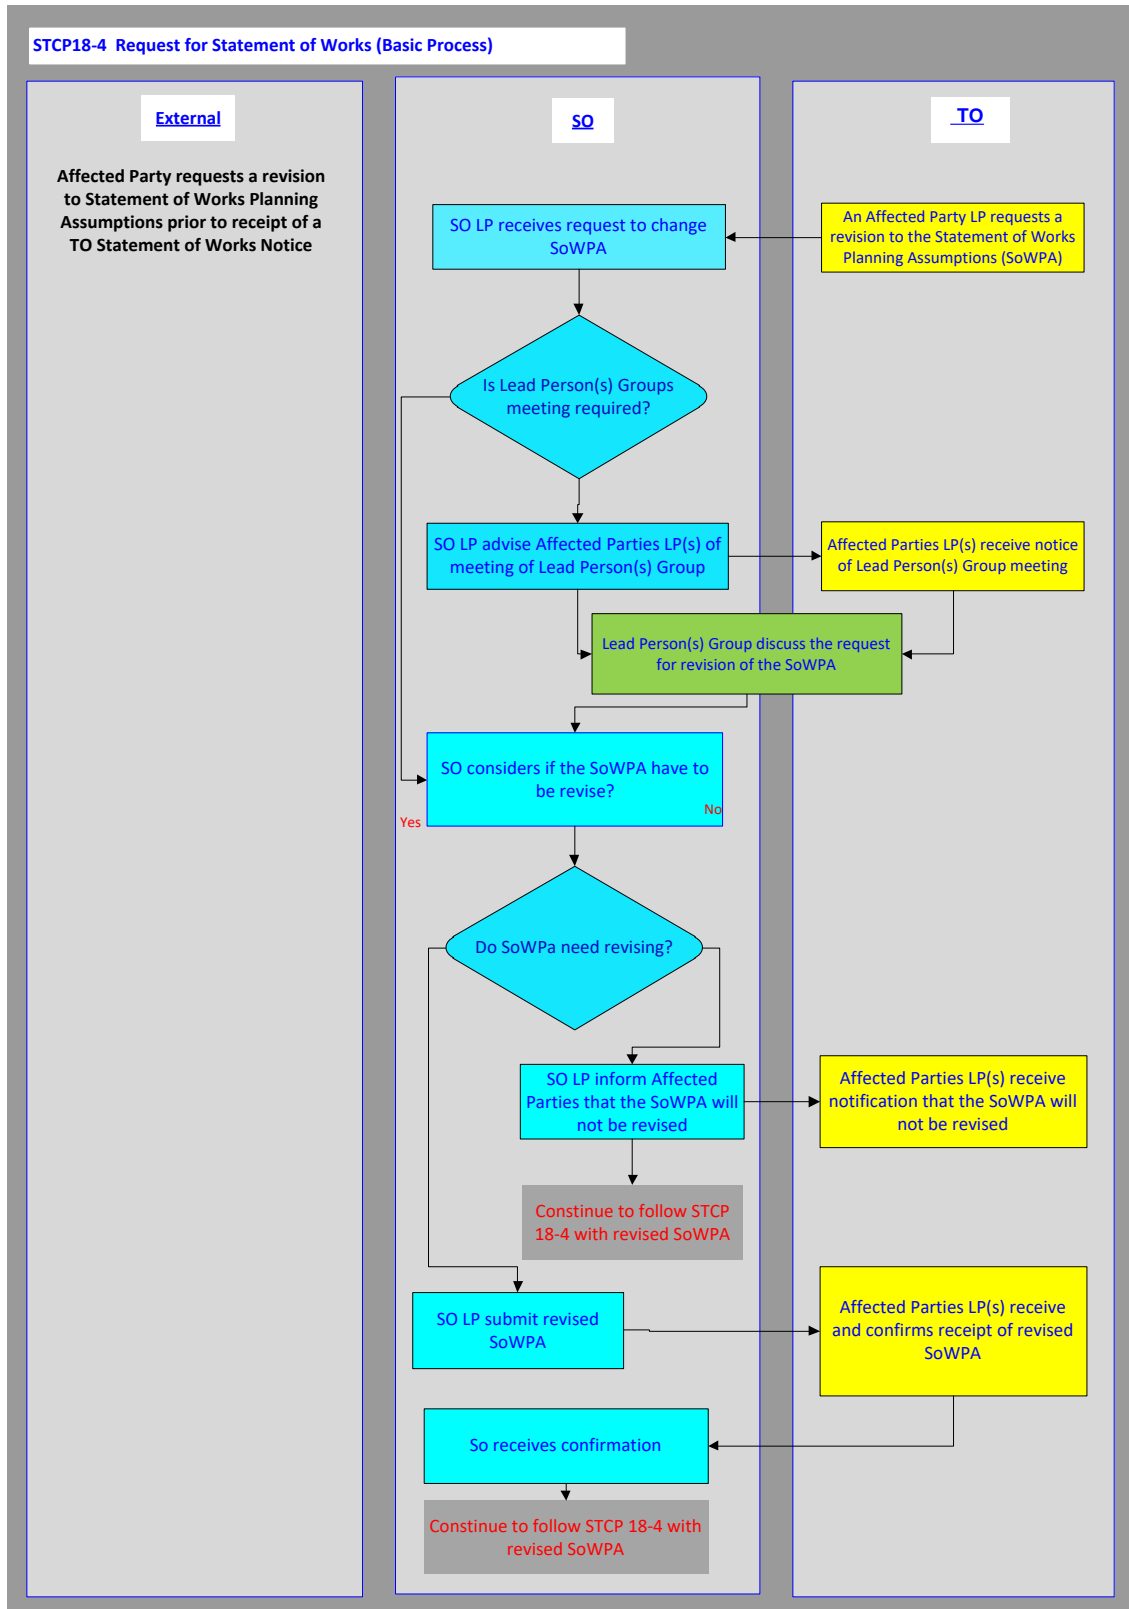 STCP18-4 Request for Statement of Works (Basic Process)
External
SO
TO
Affected Party requests a revision
to Statement of Works Planning
Assumptions prior to receipt of a
TO Statement of Works Notice
SO LP receives request to change
SoWPA
An Affected Party LP requests a
revision to the Statement of Works
Planning Assumptions (SoWPA)
Is Lead Person(s) Groups
meeting required?
SO LP advise Affected Parties LP(s) of
meeting of Lead Person(s) Group
Affected Parties LP(s) receive notice
of Lead Person(s) Group meeting
Lead Person(s) Group discuss the request
for revision of the SoWPA
SO considers if the SoWPA have to
be revise?
No
Yes
Do SoWPa need revising?
SO LP inform Affected
Parties that the SoWPA will
not be revised
Affected Parties LP(s) receive
notification that the SoWPA will
not be revised
Constinue to follow STCP
18-4 with revised SoWPA
SO LP submit revised
SoWPA
Affected Parties LP(s) receive
and confirms receipt of revised
SoWPA
So receives confirmation
Constinue to follow STCP 18-4 with
revised SoWPA